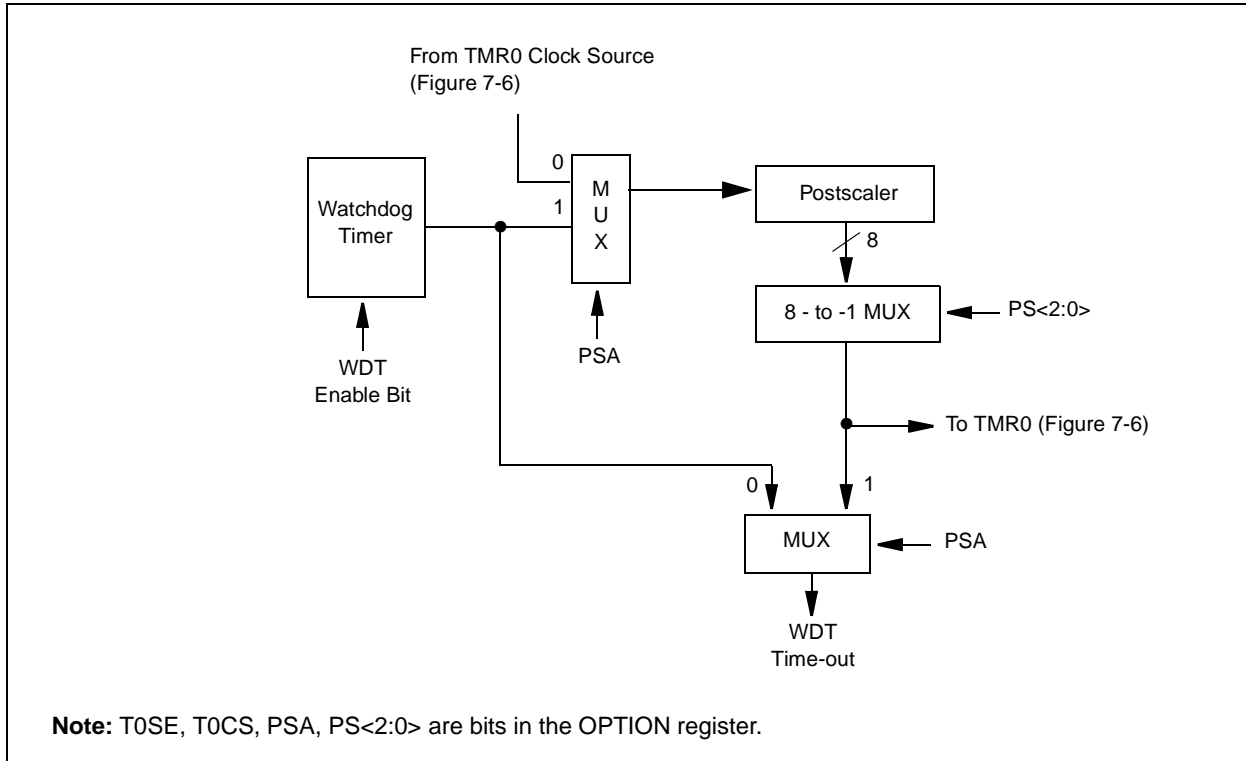 From TMR0 Clock Source
(Figure 7-6)
0
M
U
X
1
Watchdog
Timer
Postscaler
8
8 - to -1 MUX
PS<2:0>
PSA
WDT
Enable Bit
To TMR0 (Figure 7-6)
0
1
MUX
PSA
WDT
Time-out
Note: T0SE, T0CS, PSA, PS<2:0> are bits in the OPTION register.